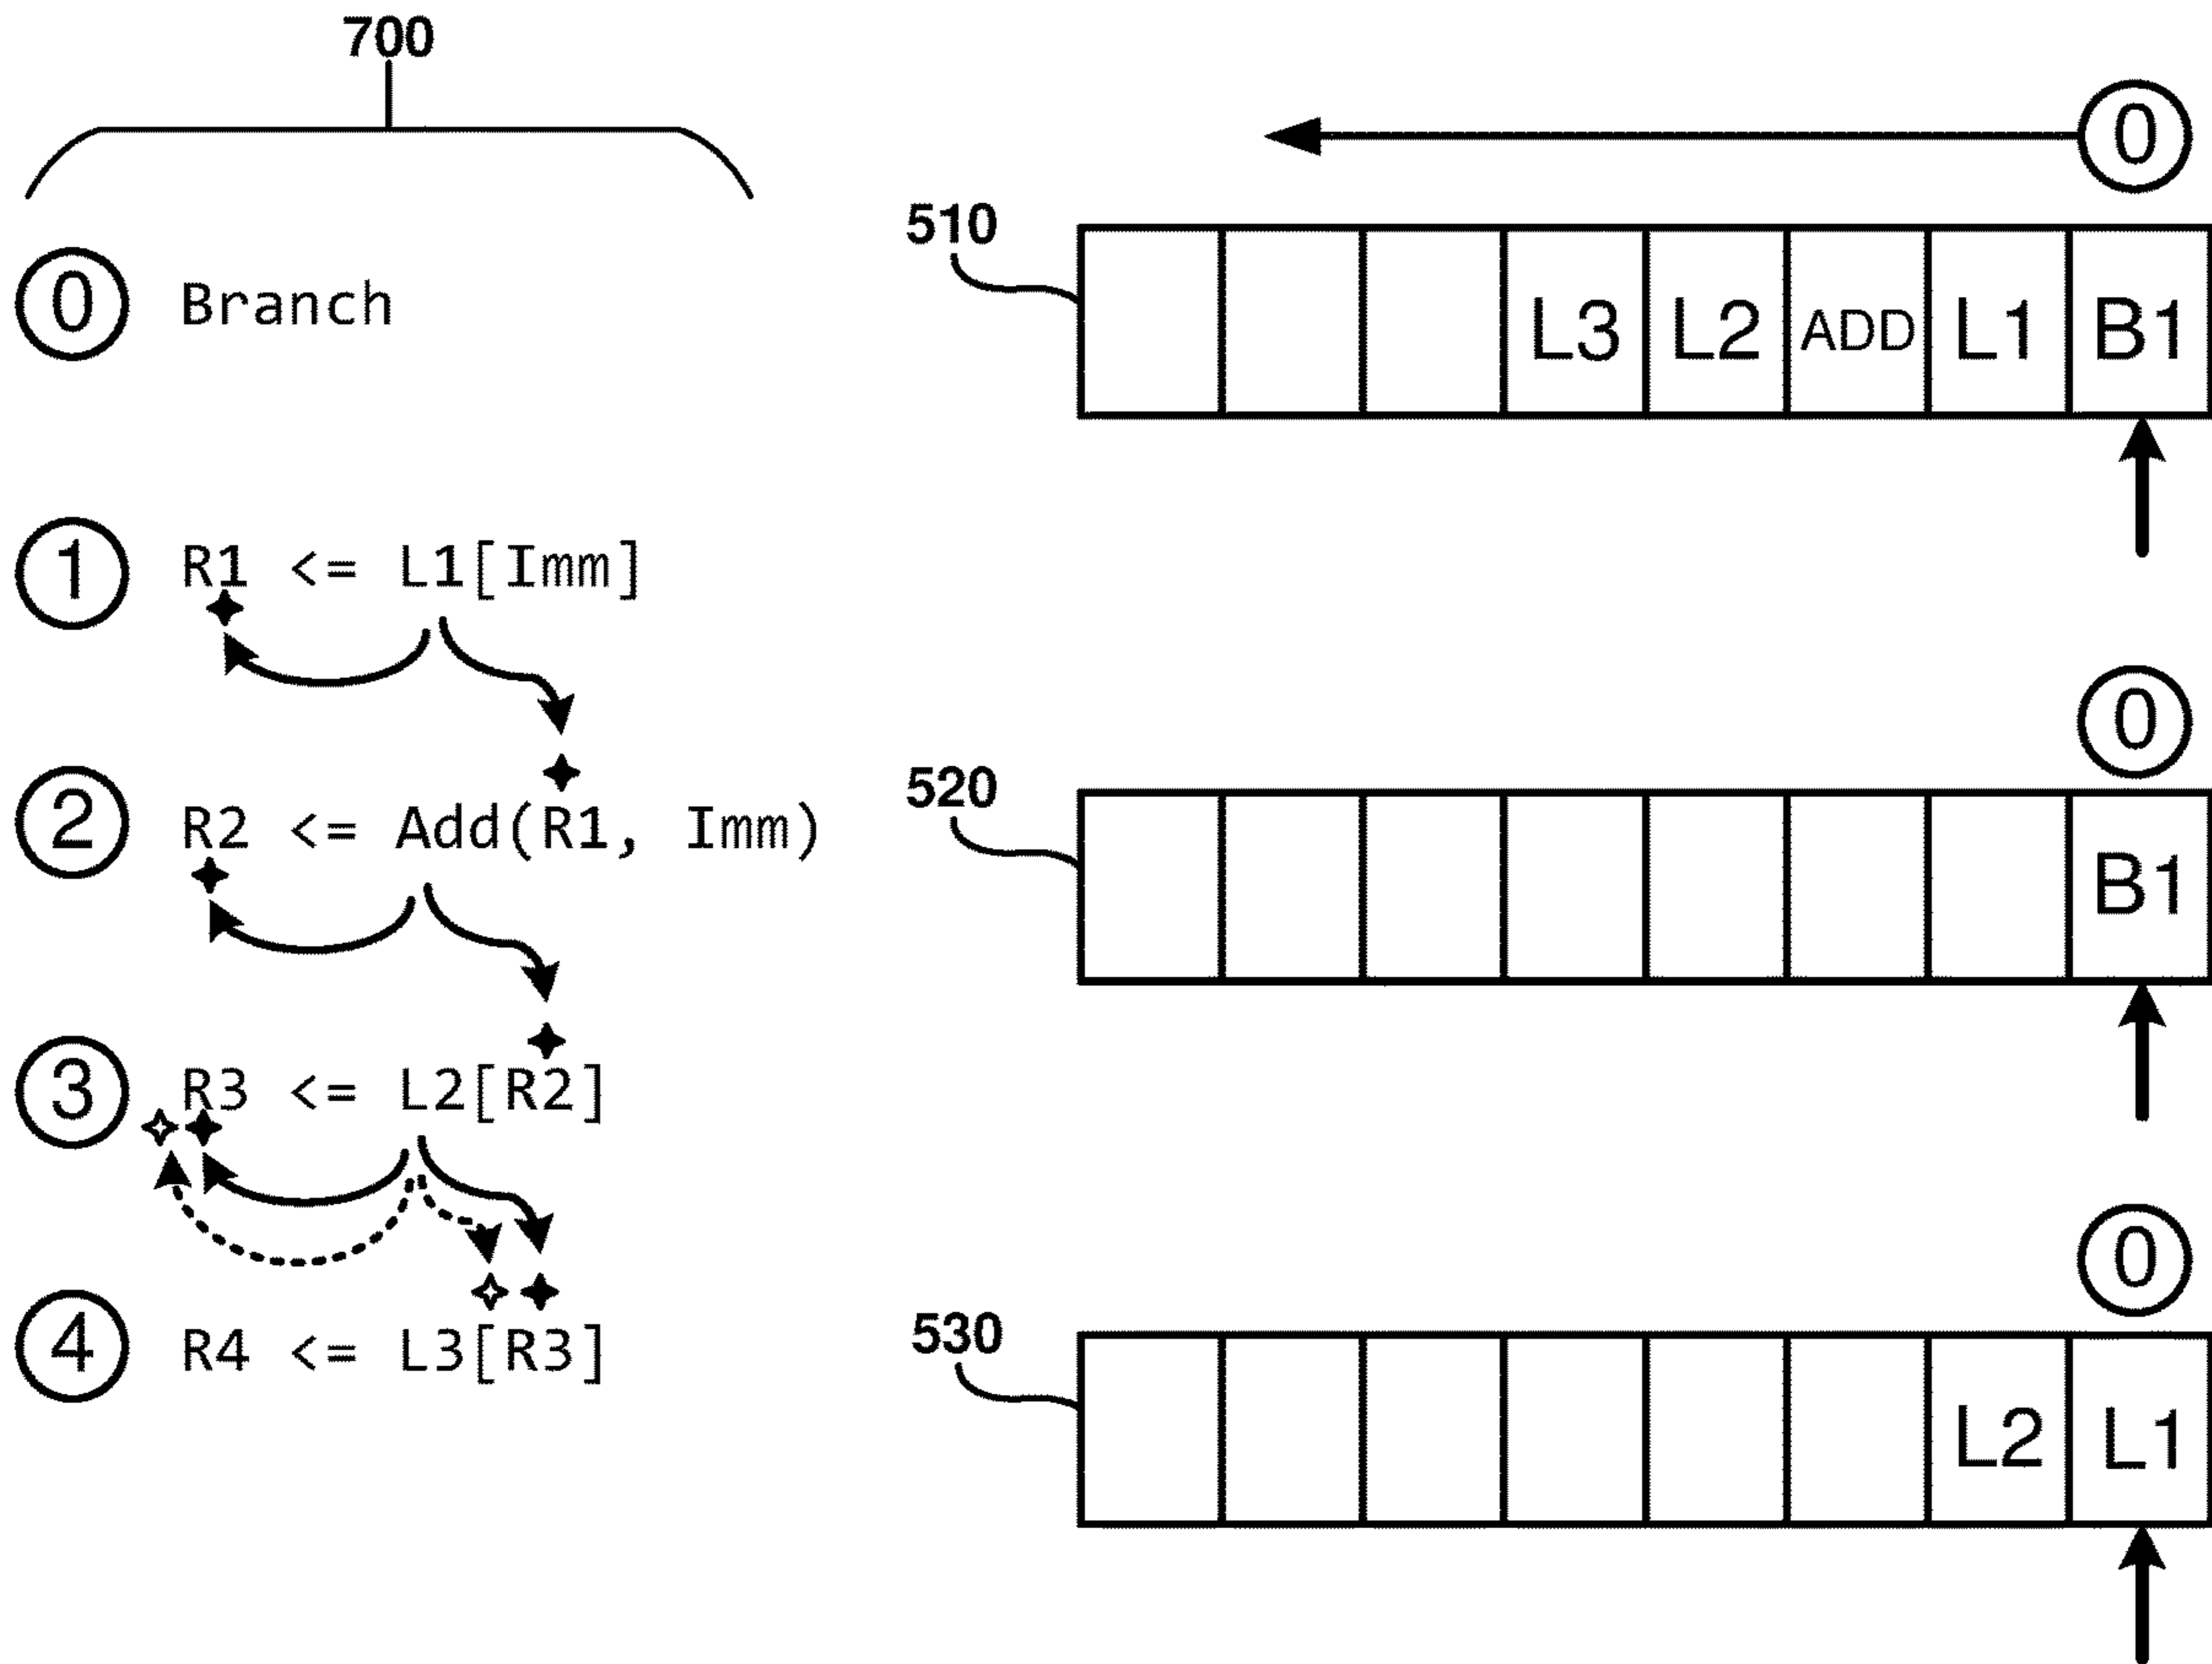 700
0 Branch
1 R1 <= L1[Imm]
2 R2 <= Add(R1, Imm)
3 R3 <= L2[R2]
4 R4 <= L3[R3]
0
510
L3 L2 ADD L1 B1
0
520
B1
0
530
L2 L1